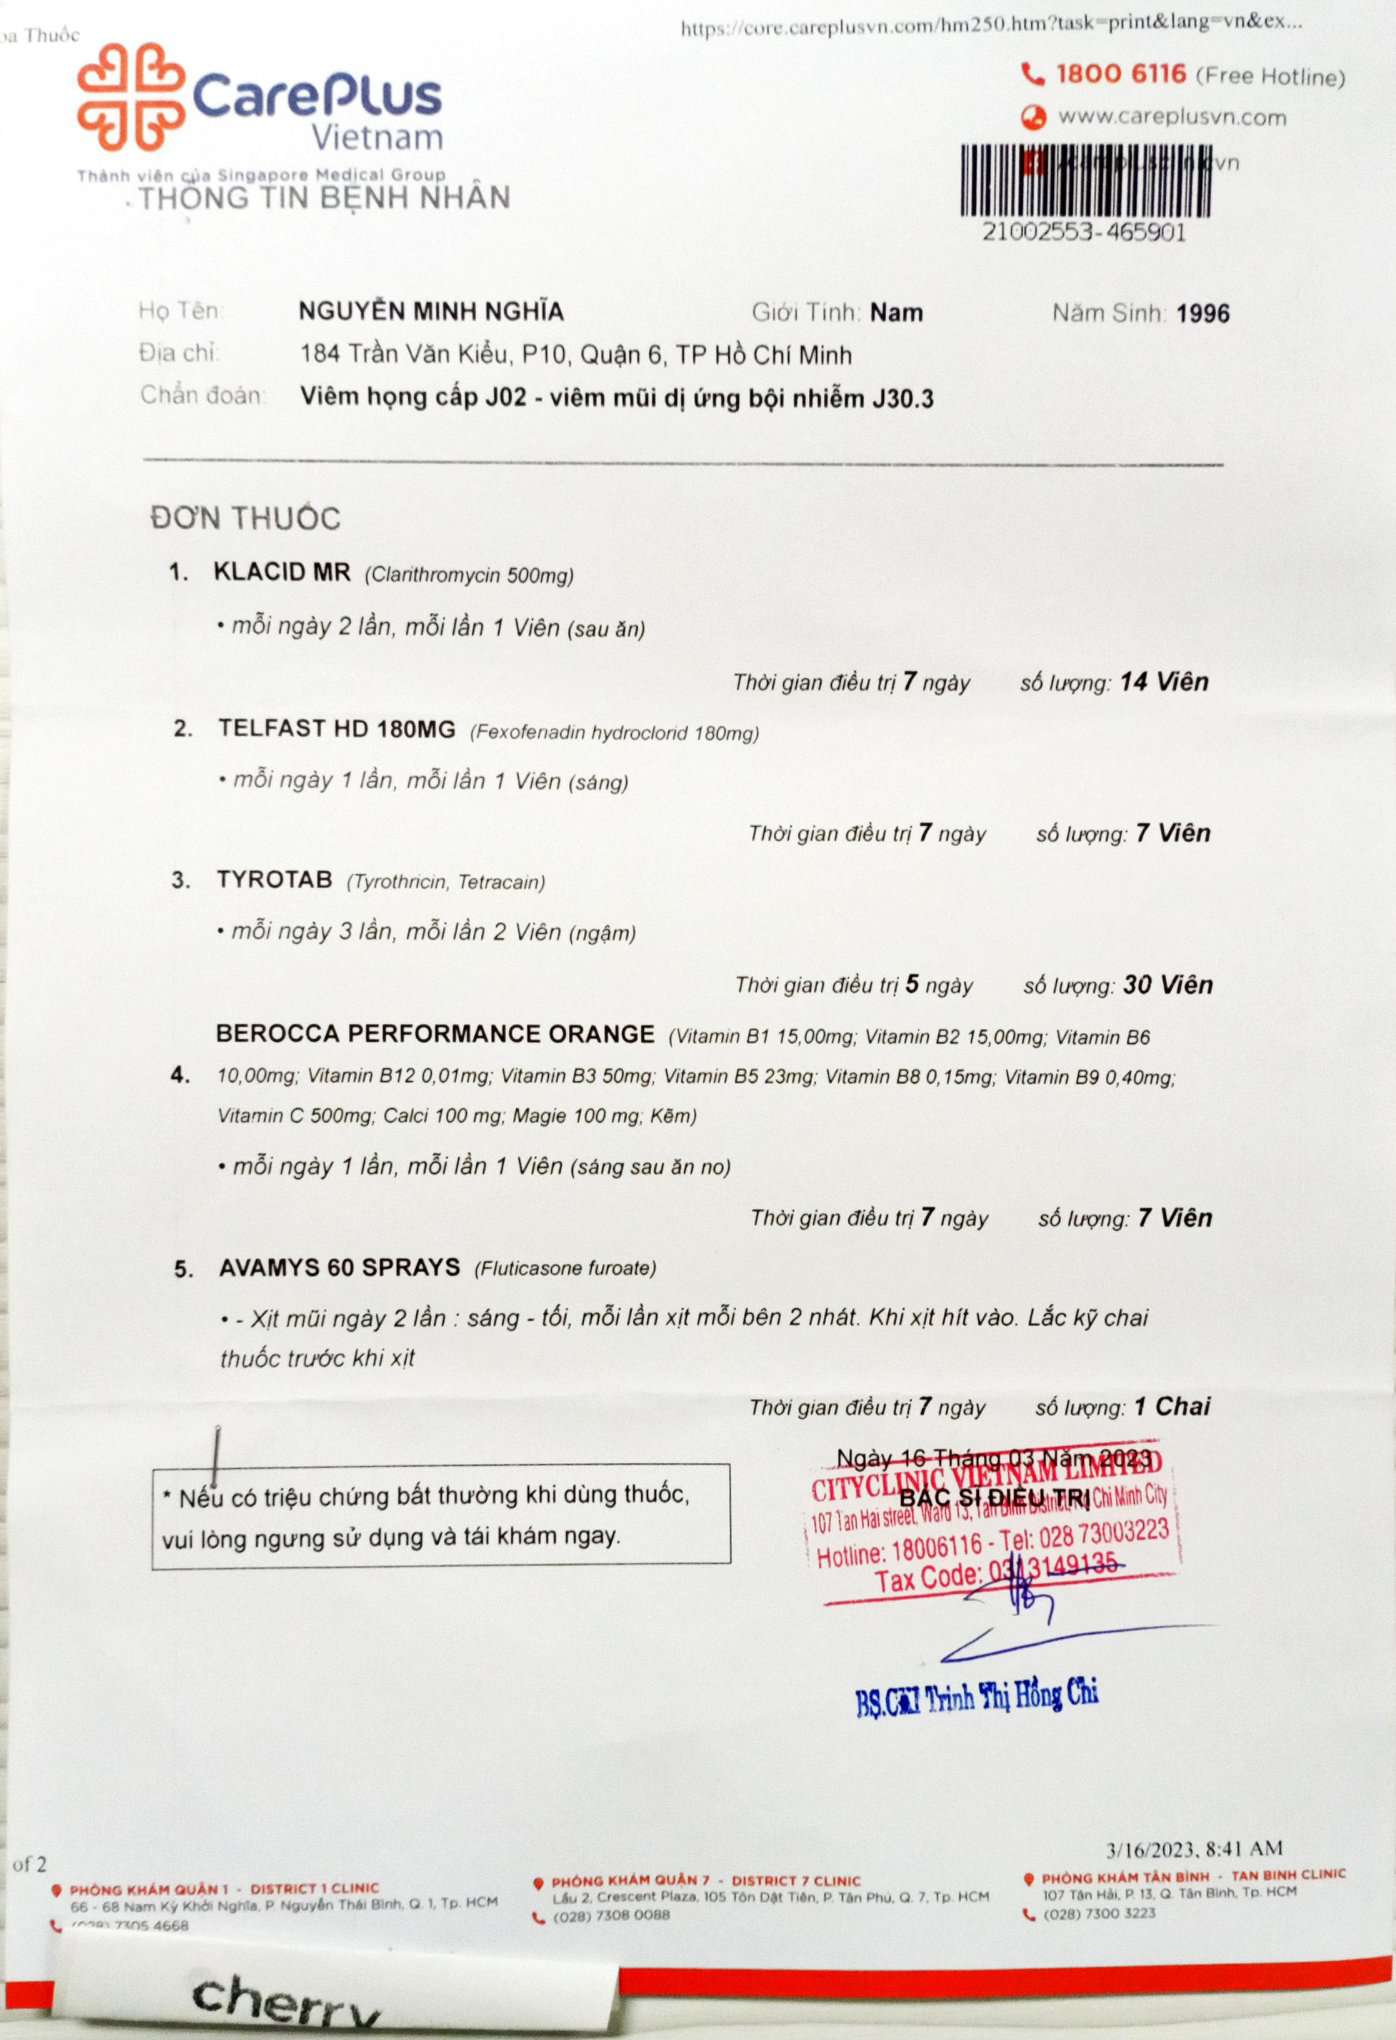 oa Thuốc
https://core.careplusvn.com/hm250.htm?task=print&lang=vn&ex...
CarePlus
Vietnam
Thành viên của Singapore Medical Group
1800 6116 (Free Hotline)
www.careplusvn.com
21002553-465901
THÔNG TIN BỆNH NHÂN
Họ Tên: NGUYỄN MINH NGHĨA Giới Tính: Nam Năm Sinh: 1996
Địa chỉ: 184 Trần Văn Kiểu, P10, Quận 6, TP Hồ Chí Minh
Chẩn đoán: Viêm họng cấp J02 - viêm mũi dị ứng bội nhiễm J30.3
ĐƠN THUỐC
1. KLACID MR (Clarithromycin 500mg)
• mỗi ngày 2 lần, mỗi lần 1 Viên (sau ăn)
Thời gian điều trị 7 ngày số lượng: 14 Viên
2. TELFAST HD 180MG (Fexofenadin hydroclorid 180mg)
• mỗi ngày 1 lần, mỗi lần 1 Viên (sáng)
Thời gian điều trị 7 ngày số lượng: 7 Viên
3. TYROTAB (Tyrothricin, Tetracain)
• mỗi ngày 3 lần, mỗi lần 2 Viên (ngậm)
Thời gian điều trị 5 ngày số lượng: 30 Viên
BEROCCA PERFORMANCE ORANGE (Vitamin B1 15,00mg; Vitamin B2 15,00mg; Vitamin B6
4. 10,00mg; Vitamin B12 0,01mg; Vitamin B3 50mg; Vitamin B5 23mg; Vitamin B8 0,15mg; Vitamin B9 0,40mg;
Vitamin C 500mg; Calci 100 mg; Magie 100 mg; Kẽm)
• mỗi ngày 1 lần, mỗi lần 1 Viên (sáng sau ăn no)
Thời gian điều trị 7 ngày số lượng: 7 Viên
5. AVAMYS 60 SPRAYS (Fluticasone furoate)
• - Xịt mũi ngày 2 lần : sáng - tối, mỗi lần xịt mỗi bên 2 nhát. Khi xịt hít vào. Lắc kỹ chai
thuốc trước khi xịt
Thời gian điều trị 7 ngày số lượng: 1 Chai
* Nếu có triệu chứng bất thường khi dùng thuốc,
vui lòng ngưng sử dụng và tái khám ngay.
Ngày 16 Tháng 03 Năm 2023
CITYCLINIC VIETNAM LIMITED
BÁC SĨ ĐIỀU TRỊ
107 Tan Hai street, Ward 13, Tan Binh District, Chi Minh City
Hotline: 18006116 - Tel: 028 73003223
Tax Code: 0313149135
Trinh Thị Hồng Chi
3/16/2023, 8:41 AM
of 2
PHÒNG KHÁM QUẬN 1 - DISTRICT 1 CLINIC
66 - 68 Nam Kỳ Khởi Nghĩa, P. Nguyễn Thái Bình, Q. 1, Tp. HCM
7305 4668
PHÒNG KHÁM QUẬN 7 - DISTRICT 7 CLINIC
Lầu 2, Crescent Plaza, 105 Tôn Dật Tiên, P. Tân Phú, Q. 7, Tp. HCM
(028) 7308 0088
PHÒNG KHÁM TÂN BÌNH - TAN BINH CLINIC
107 Tân Hải, P. 13, Q. Tân Bình, Tp. HCM
(028) 7300 3223
cherry